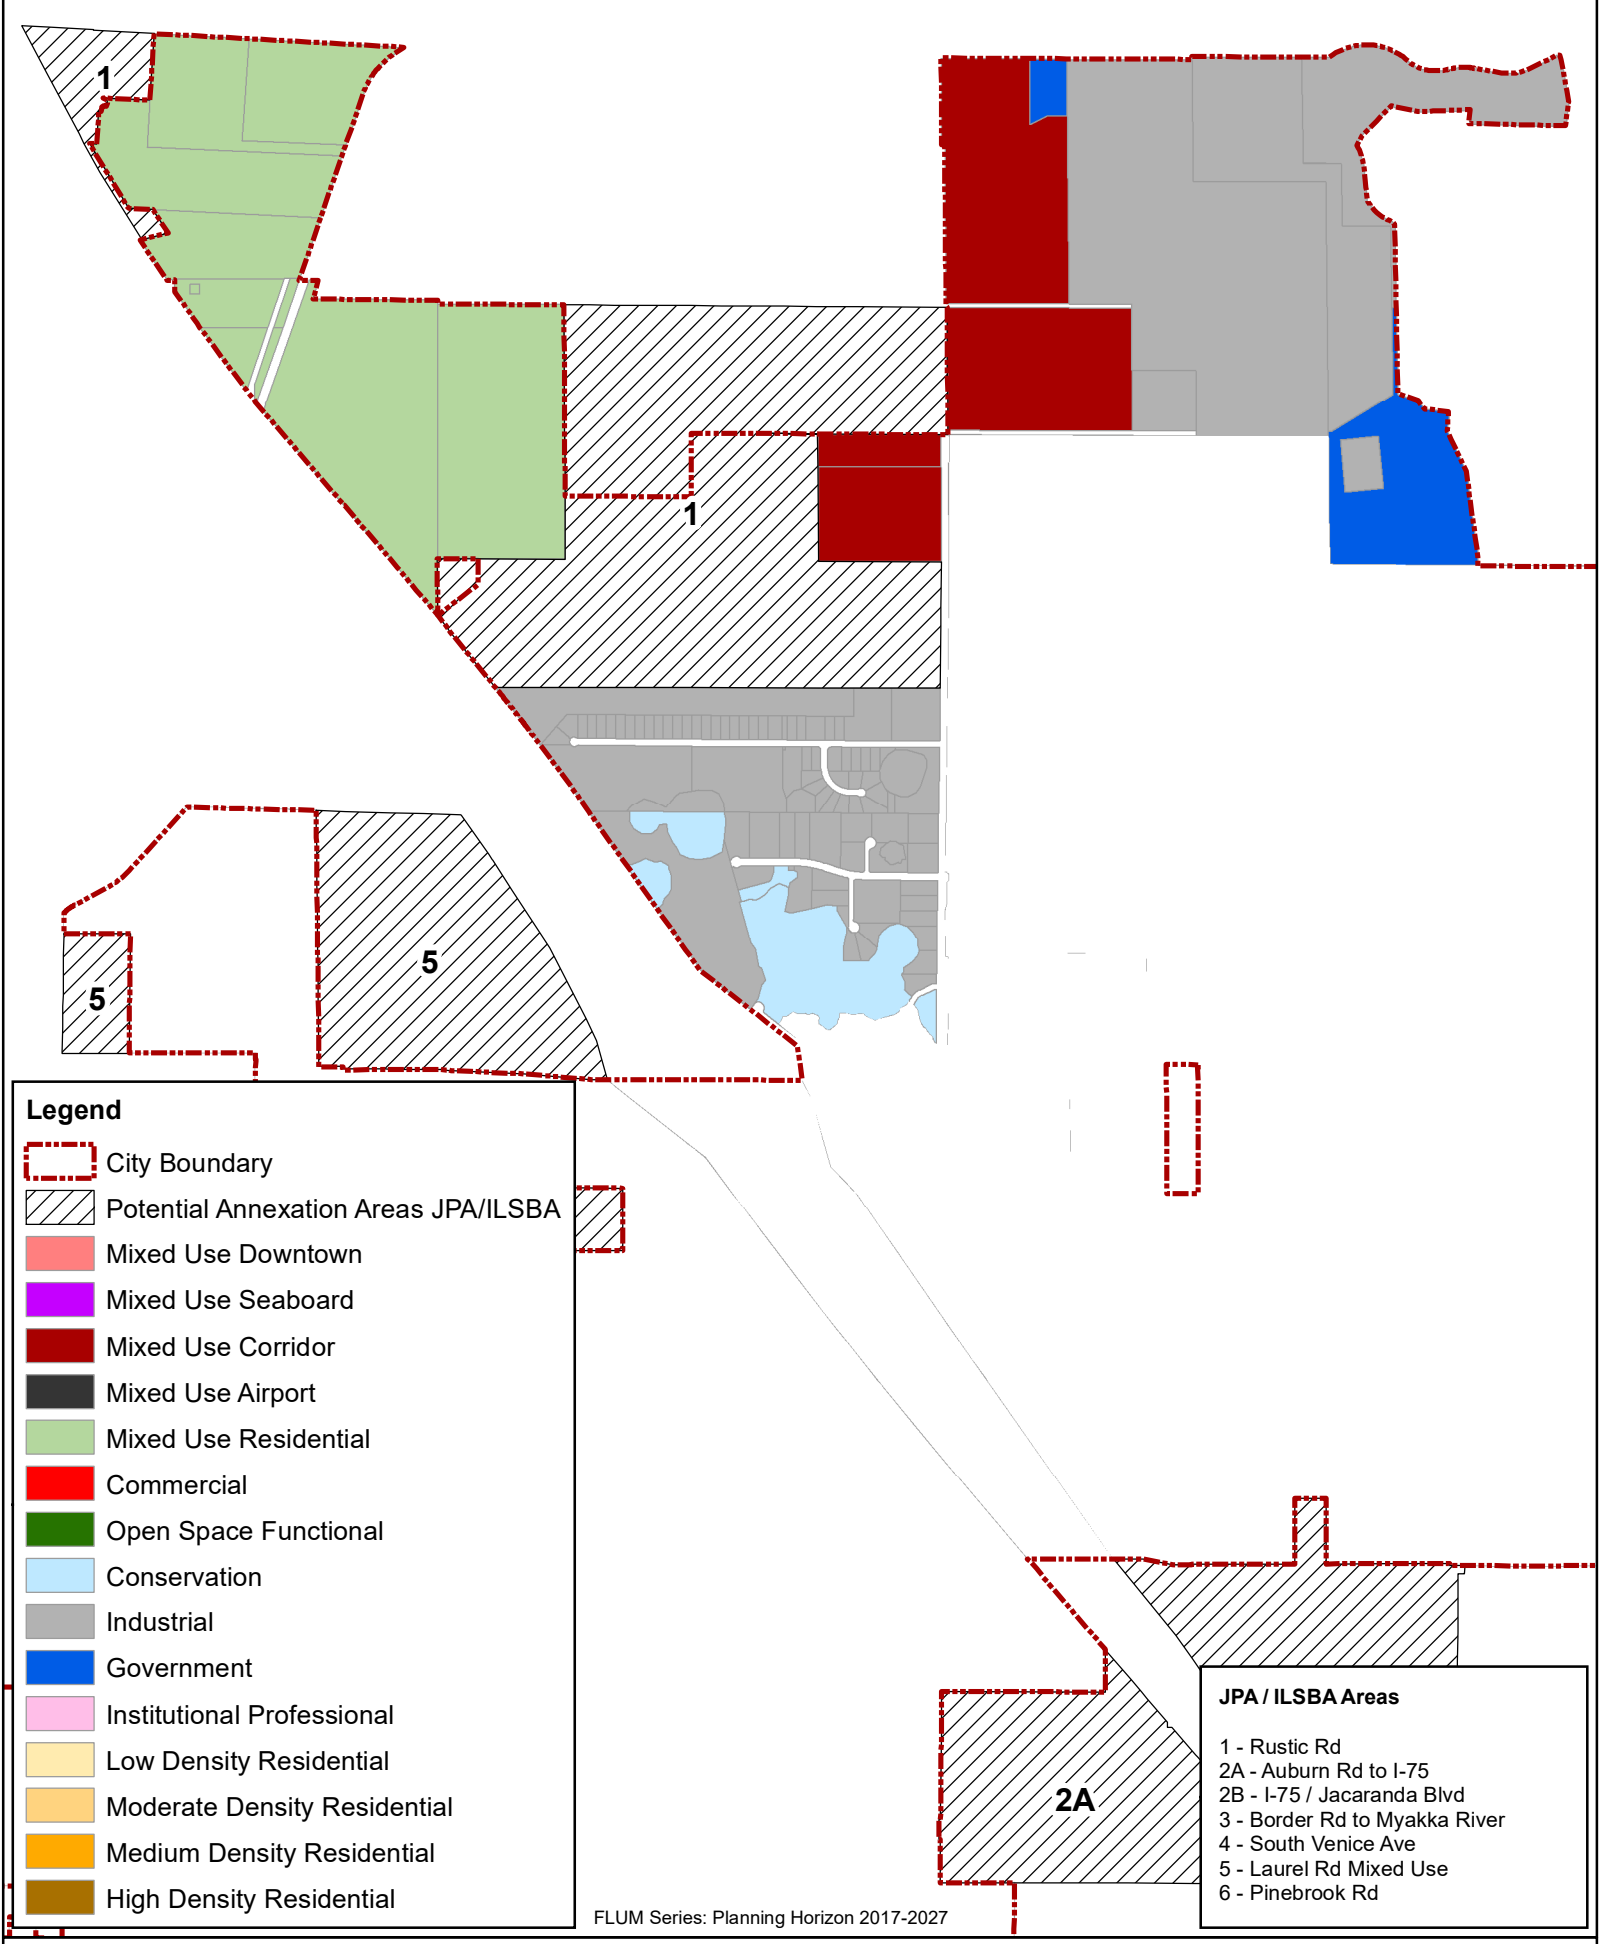 1
1
5
5
Legend
City Boundary
Potential Annexation Areas JPA/ILSBA
Mixed Use Downtown
Mixed Use Seaboard
Mixed Use Corridor
Mixed Use Airport
Mixed Use Residential
Commercial
Open Space Functional
Conservation
Industrial
Government
Institutional Professional
Low Density Residential
Moderate Density Residential
Medium Density Residential
High Density Residential
2A
JPA / ILSBA Areas
1 - Rustic Rd
2A - Auburn Rd to I-75
2B - I-75 / Jacaranda Blvd
3 - Border Rd to Myakka River
4 - South Venice Ave
5 - Laurel Rd Mixed Use
6 - Pinebrook Rd
FLUM Series: Planning Horizon 2017-2027